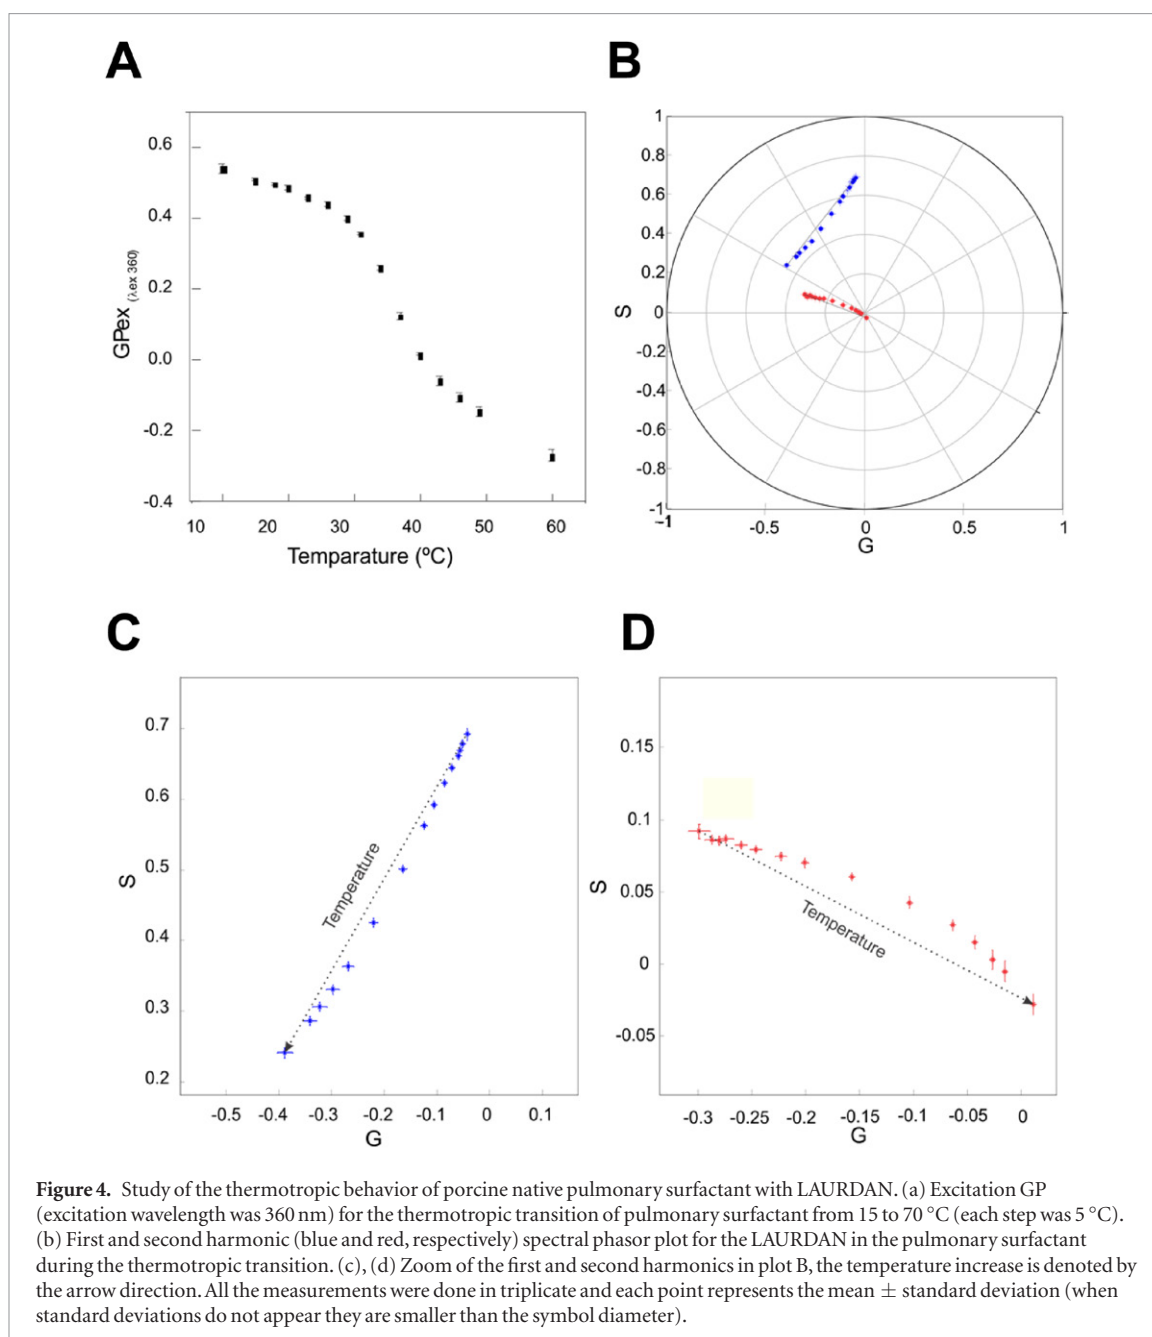 A
0.6
0.4
0.2
0.0
-0.2
-0.4
GPex (λex 360)
10 20 30 40 50 60
Temparature (ºC)
B
1
0.8
0.6
0.4
0.2
0
-0.2
-0.4
-0.6
-0.8
-1
S
-1 -0.5 0 0.5 1
G
C
0.7
0.6
0.5
0.4
0.3
0.2
S
Temperature
-0.5 -0.4 -0.3 -0.2 -0.1 0 0.1
G
D
0.15
0.1
0.05
0
-0.05
S
Temperature
-0.3 -0.25 -0.2 -0.15 -0.1 -0.05 0
G
Figure 4. Study of the thermotropic behavior of porcine native pulmonary surfactant with LAURDAN. (a) Excitation GP
(excitation wavelength was 360 nm) for the thermotropic transition of pulmonary surfactant from 15 to 70 °C (each step was 5 °C).
(b) First and second harmonic (blue and red, respectively) spectral phasor plot for the LAURDAN in the pulmonary surfactant
during the thermotropic transition. (c), (d) Zoom of the first and second harmonics in plot B, the temperature increase is denoted by
the arrow direction. All the measurements were done in triplicate and each point represents the mean ± standard deviation (when
standard deviations do not appear they are smaller than the symbol diameter).